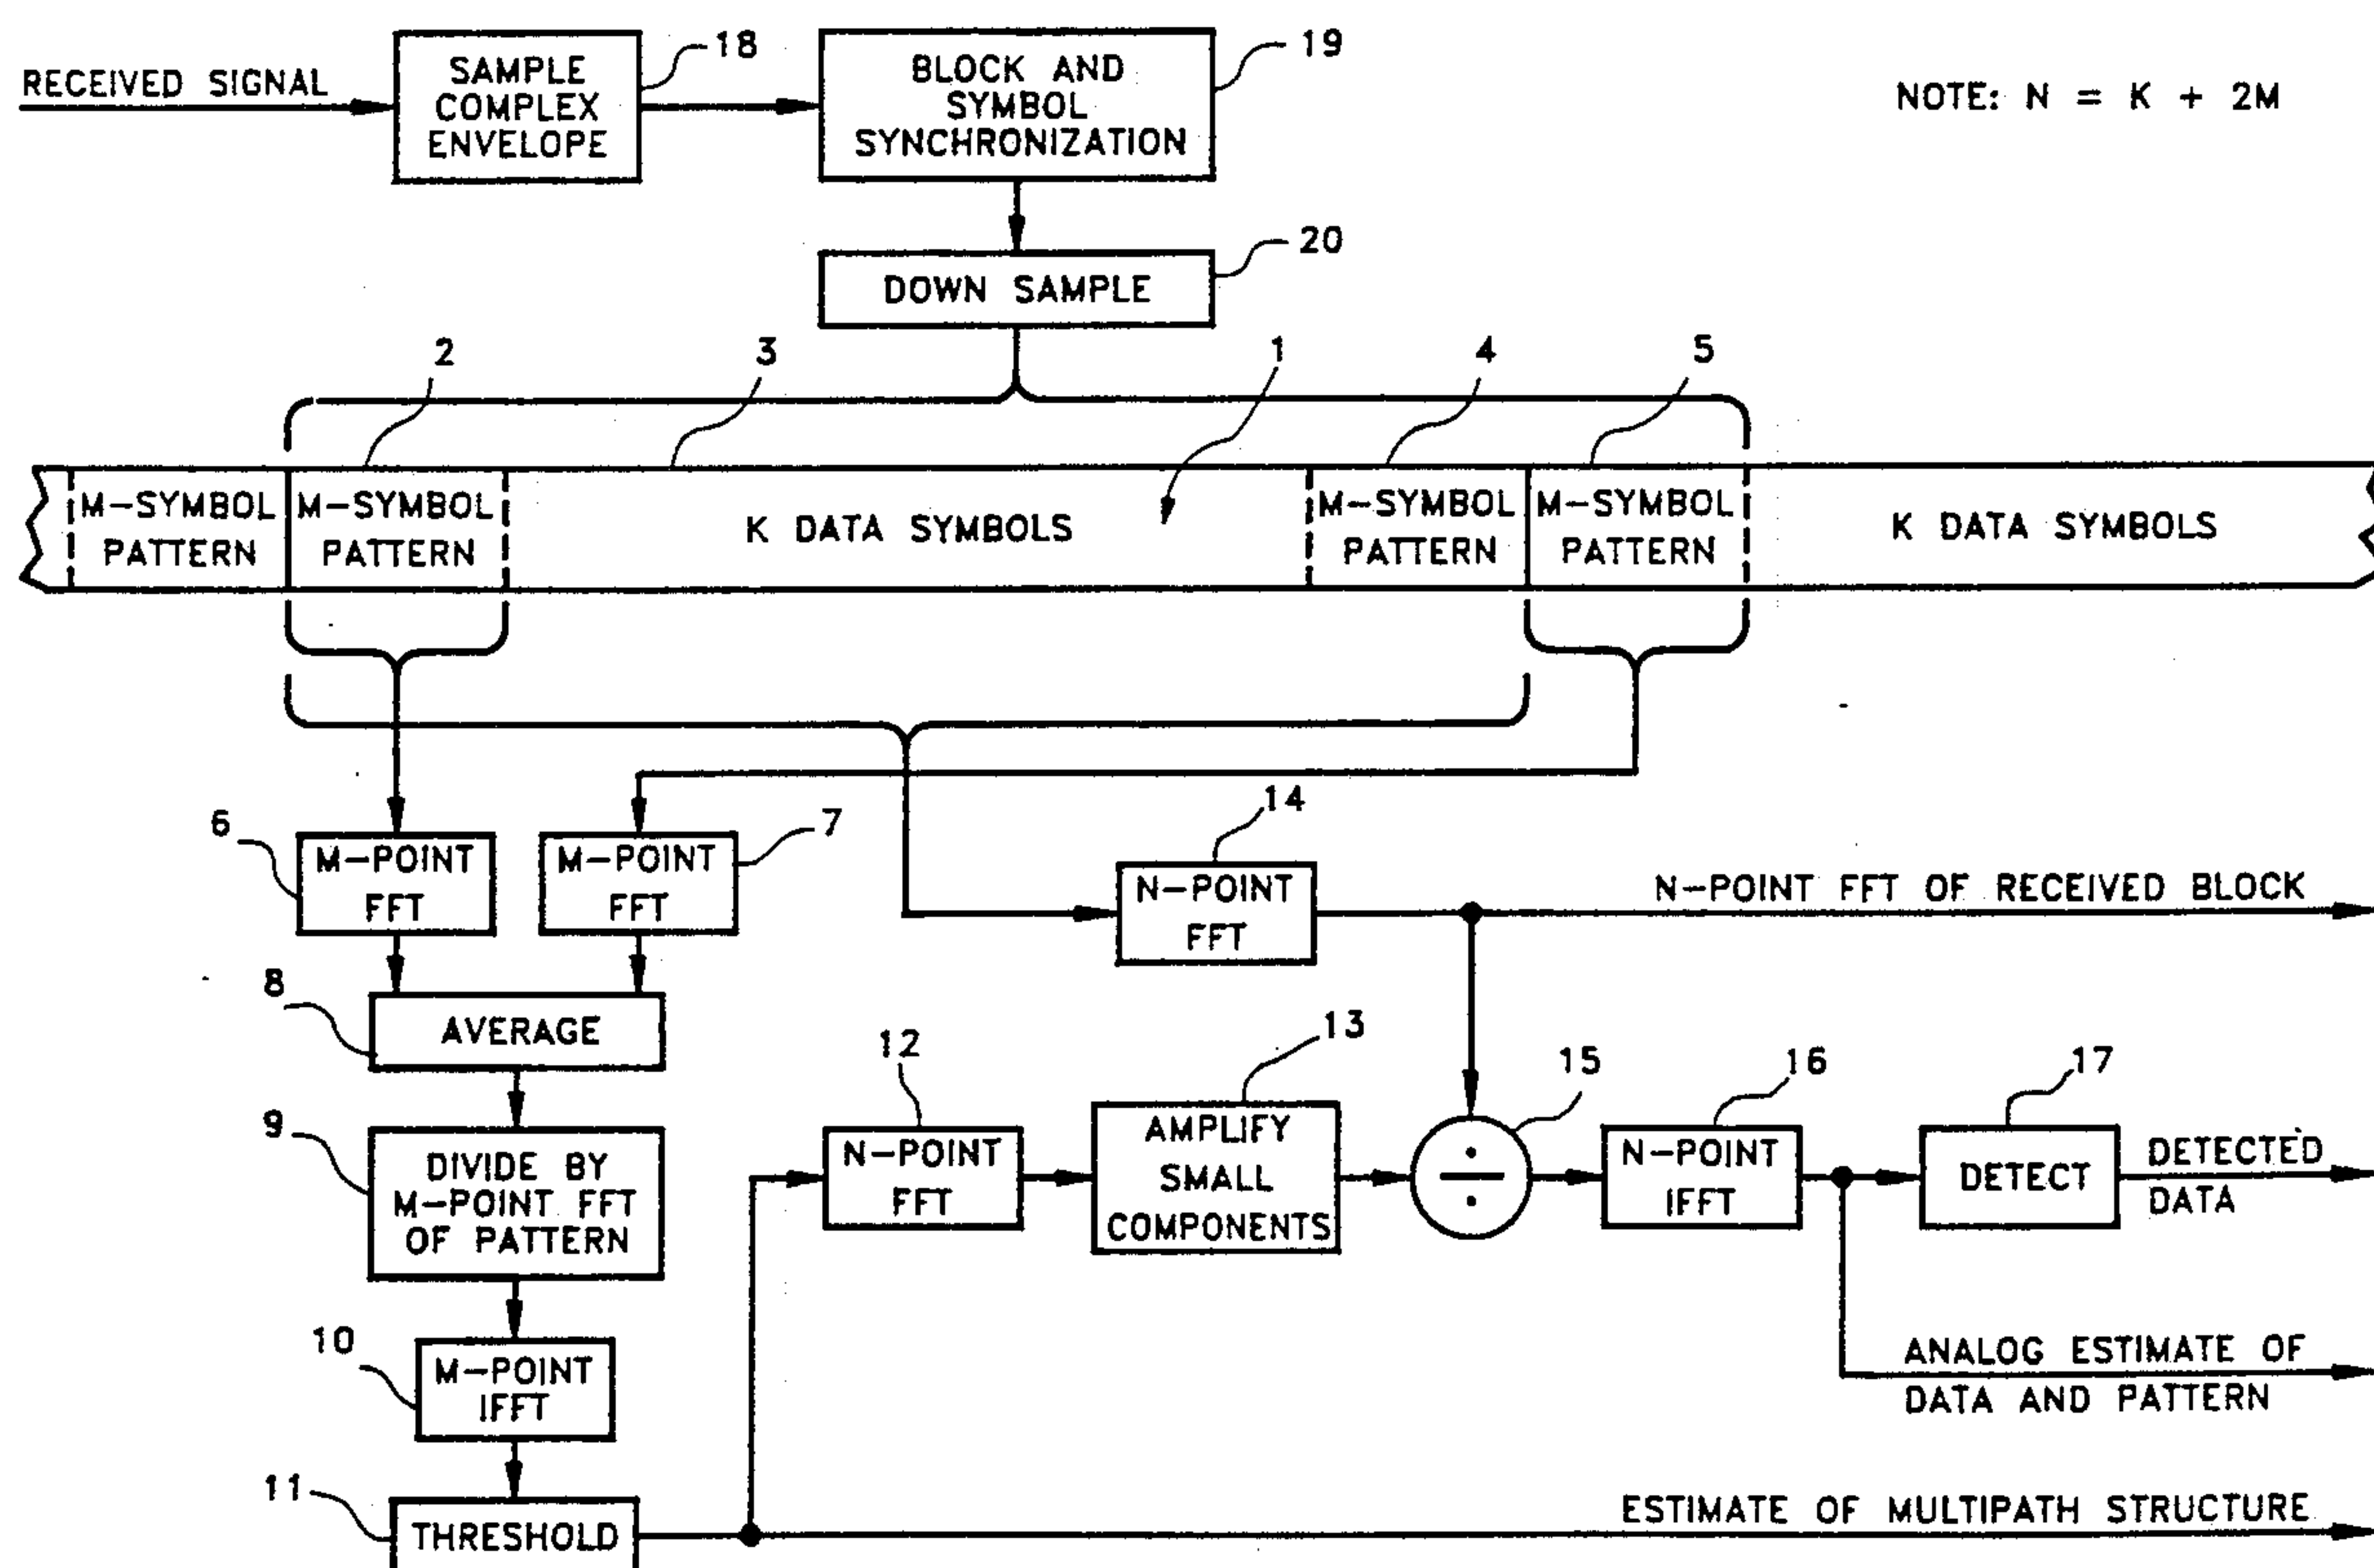 RECEIVED SIGNAL
SAMPLE
COMPLEX
ENVELOPE
18
BLOCK AND
SYMBOL
SYNCHRONIZATION
19
NOTE: N = K + 2M
DOWN SAMPLE
20
2
3
1
4
5
M-SYMBOL
PATTERN
M-SYMBOL
PATTERN
K DATA SYMBOLS
M-SYMBOL
PATTERN
M-SYMBOL
PATTERN
K DATA SYMBOLS
6
M-POINT
FFT
M-POINT
FFT
7
14
N-POINT
FFT
N-POINT FFT OF RECEIVED BLOCK
8
AVERAGE
9
DIVIDE BY
M-POINT FFT
OF PATTERN
12
N-POINT
FFT
13
AMPLIFY
SMALL
COMPONENTS
15
÷
16
N-POINT
IFFT
17
DETECT
DETECTED
DATA
10
M-POINT
IFFT
ANALOG ESTIMATE OF
DATA AND PATTERN
11
THRESHOLD
ESTIMATE OF MULTIPATH STRUCTURE